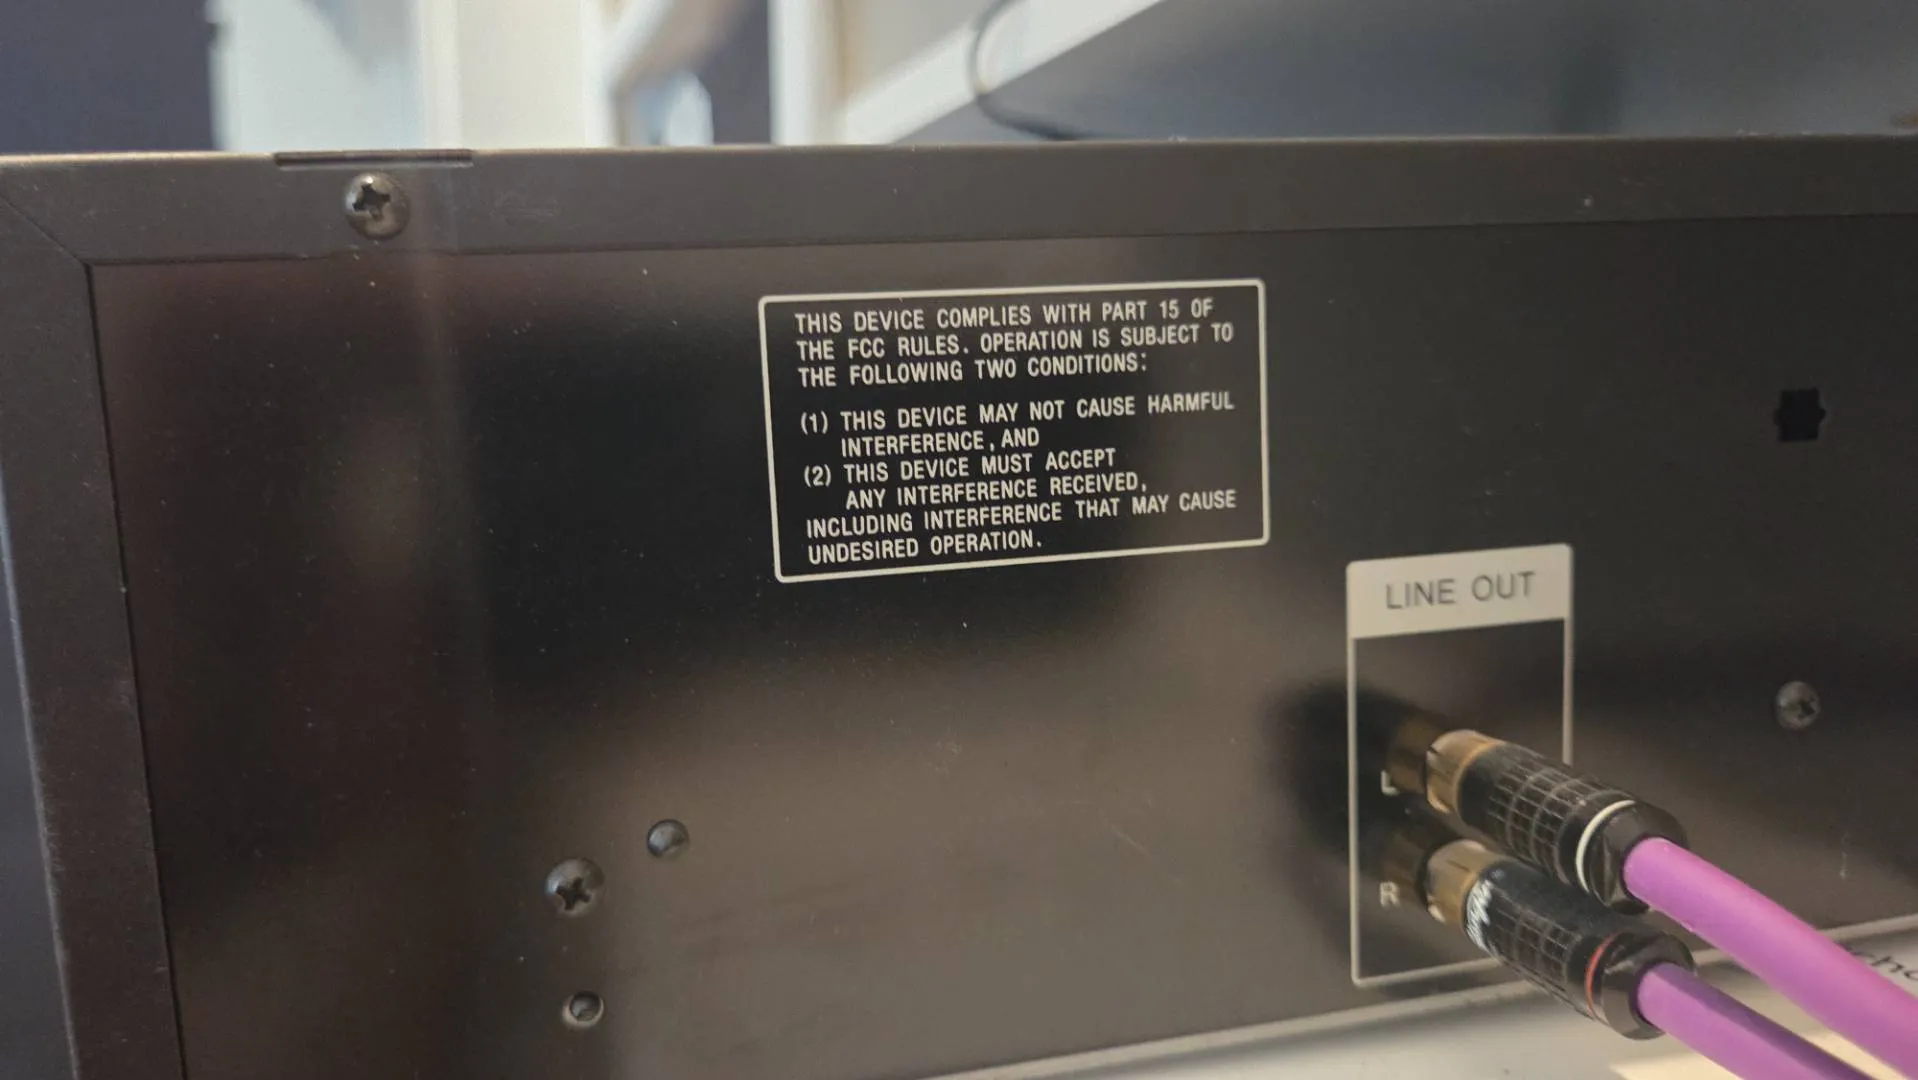 THIS DEVICE COMPLIES WITH PART 15 OF
THE FCC RULES. OPERATION IS SUBJECT TO
THE FOLLOWING TWO CONDITIONS:
(1) THIS DEVICE MAY NOT CAUSE HARMFUL
INTERFERENCE, AND
(2) THIS DEVICE MUST ACCEPT
ANY INTERFERENCE RECEIVED,
INCLUDING INTERFERENCE THAT MAY CAUSE
UNDESIRED OPERATION.
LINE OUT
L
R